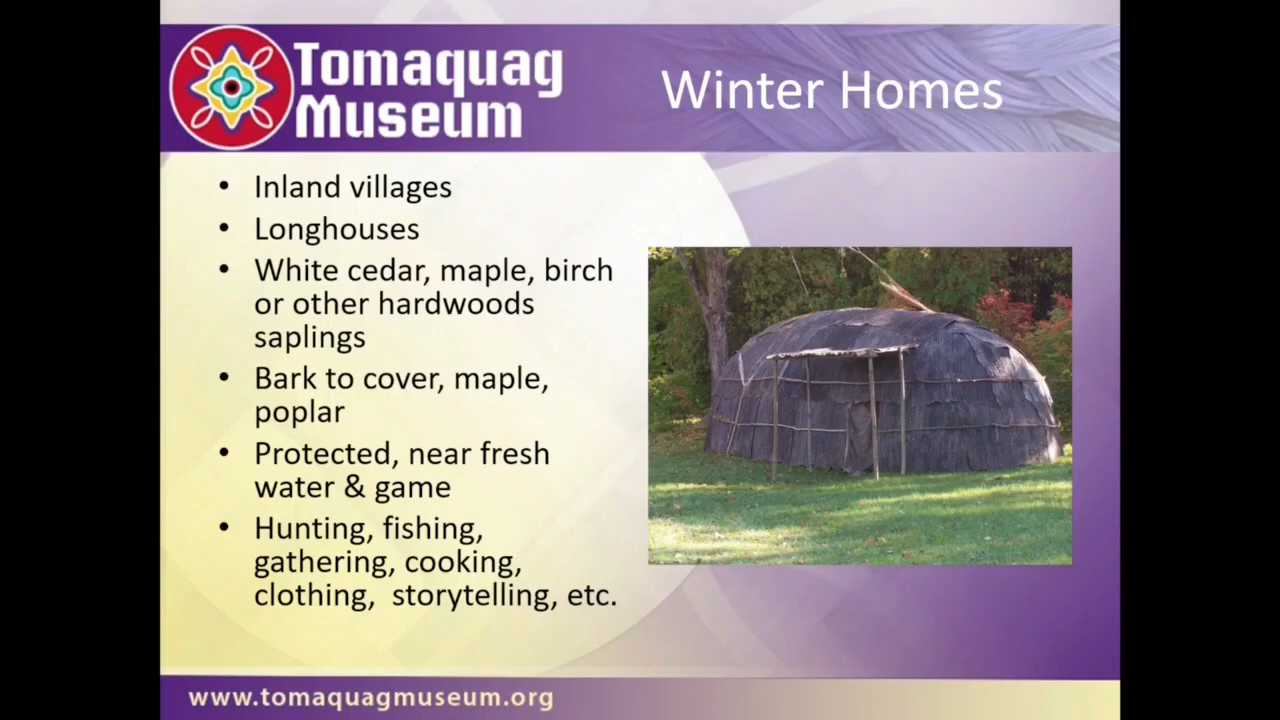 Tomaquag
Museum
Winter Homes
• Inland villages
• Longhouses
• White cedar, maple, birch
or other hardwoods
saplings
• Bark to cover, maple,
poplar
• Protected, near fresh
water & game
• Hunting, fishing,
gathering, cooking,
clothing,  storytelling, etc.
www.tomaquagmuseum.org